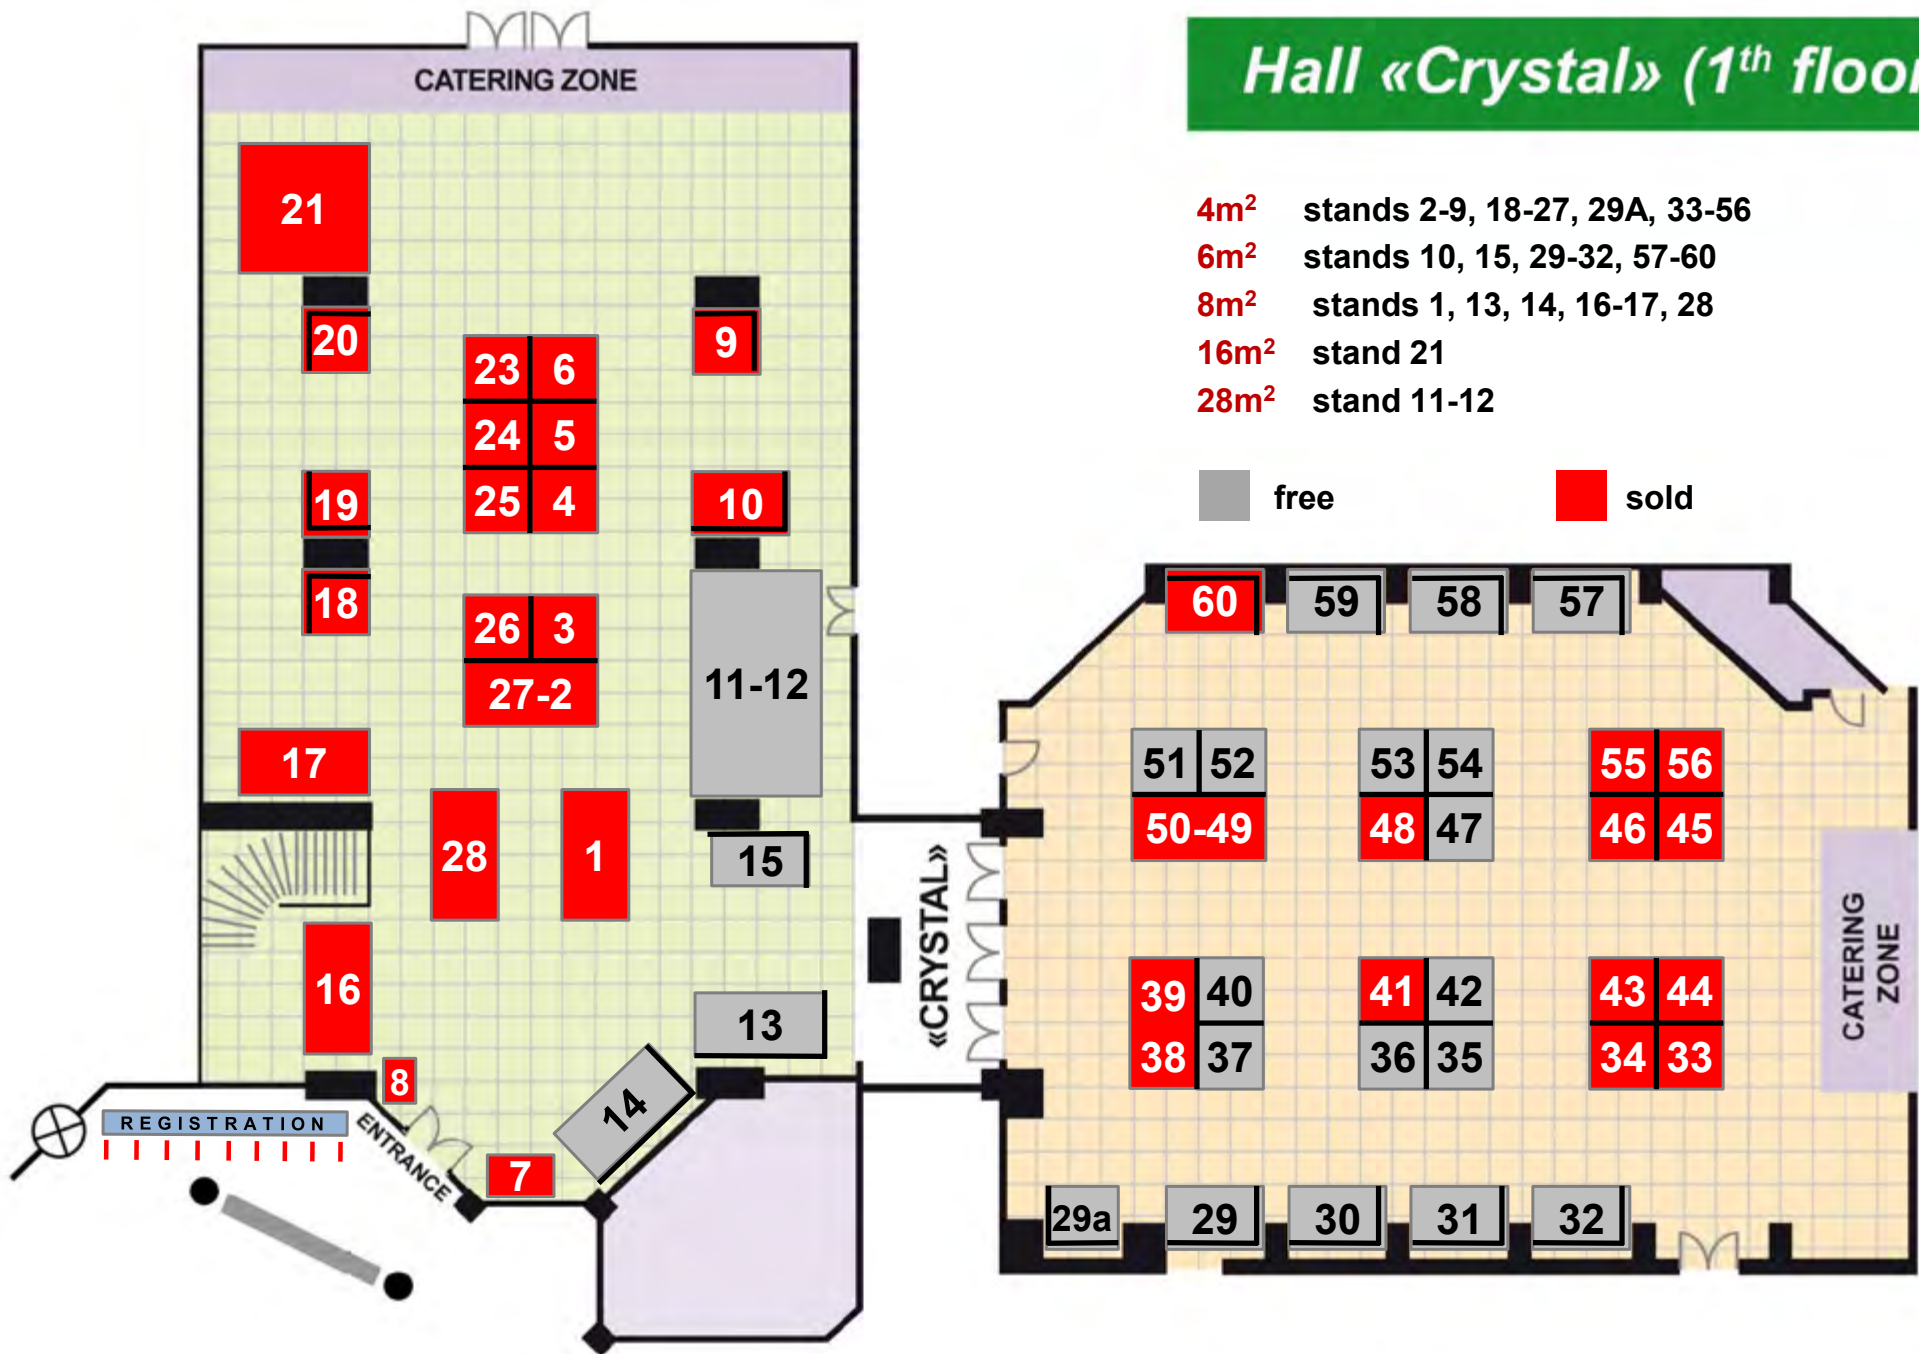 CATERING ZONE
Hall «Crystal» (1th floor
4m² stands 2-9, 18-27, 29A, 33-56
6m² stands 10, 15, 29-32, 57-60
8m² stands 1, 13, 14, 16-17, 28
16m² stand 21
28m² stand 11-12
free sold
21
20
9
23 6
24 5
25 4
19
10
18
26 3
27-2
11-12
17
28
1
15
16
13
8
14
7
REGISTRATION
ENTRANCE
«CRYSTAL»
60 59 58 57
51 52 53 54 55 56
50-49 48 47 46 45
39 40 41 42 43 44
38 37 36 35 34 33
29a 29 30 31 32
CATERING
ZONE